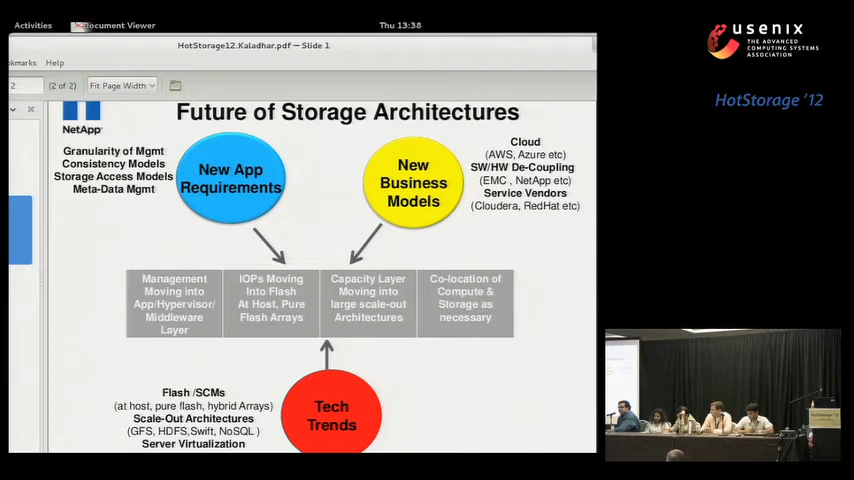 Activities
Document Viewer
Thu 13:38
HotStorage12.Kaladhar.pdf — Slide 1
okmarks Help
2
(2 of 2)
Fit Page Width
NetApp
Future of Storage Architectures
Granularity of Mgmt
Consistency Models
Storage Access Models
Meta-Data Mgmt
New App
Requirements
New
Business
Models
Cloud
(AWS, Azure etc)
SW/HW De-Coupling
(EMC , NetApp etc)
Service Vendors
(Cloudera, RedHat etc)
Management
Moving into
App/Hypervisor/
Middleware
Layer
IOPs Moving
Into Flash
At Host, Pure
Flash Arrays
Capacity Layer
Moving into
large scale-out
Architectures
Co-location of
Compute &
Storage as
necessary
Flash /SCMs
(at host, pure flash, hybrid Arrays)
Scale-Out Architectures
(GFS, HDFS,Swift, NoSQL )
Server Virtualization
Tech
Trends
usenix
THE ADVANCED
COMPUTING SYSTEMS
ASSOCIATION
HotStorage '12
HotStorage '12